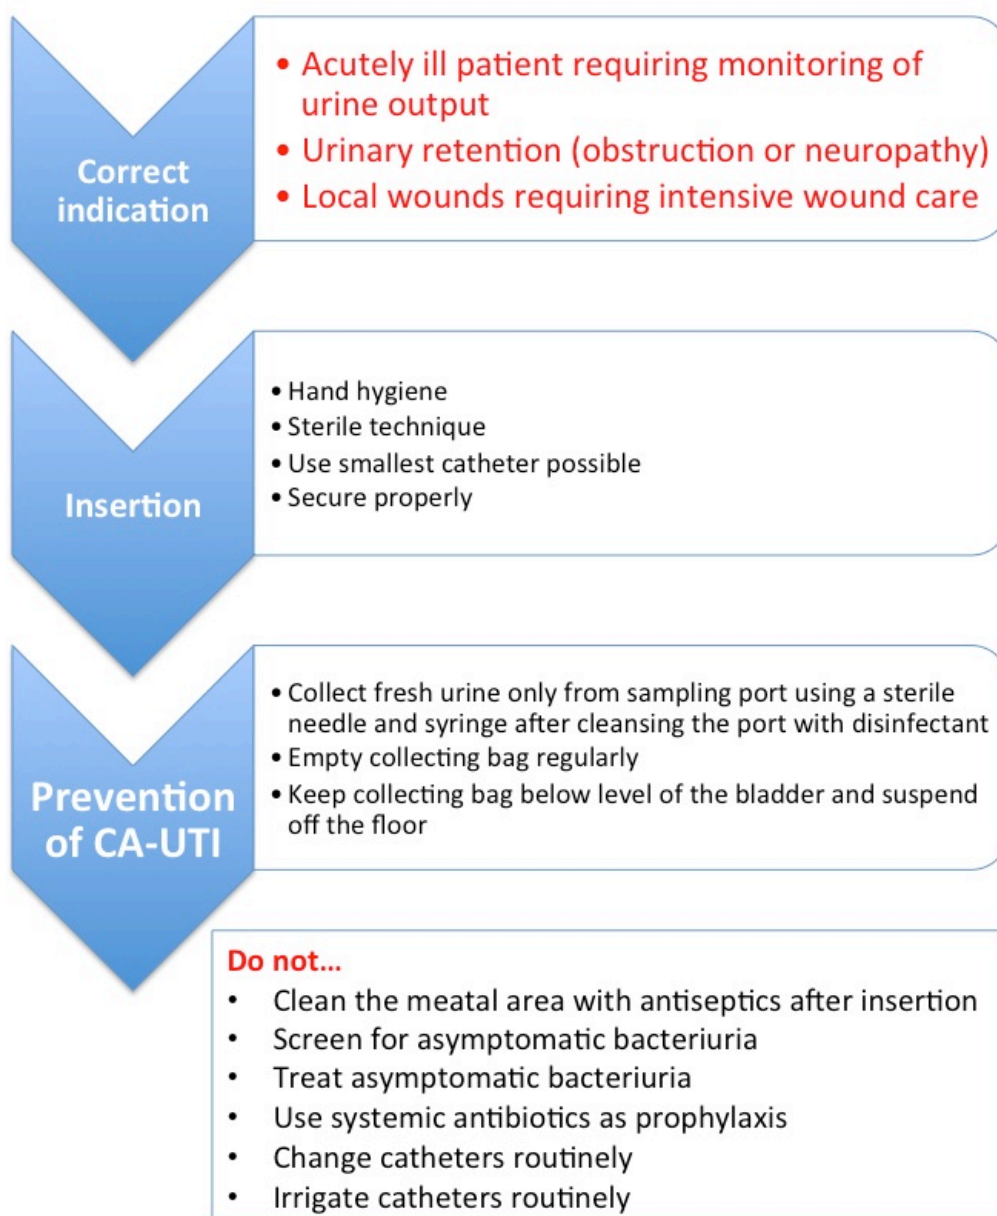 Correct
indication
• Acutely ill patient requiring monitoring of
urine output
• Urinary retention (obstruction or neuropathy)
• Local wounds requiring intensive wound care
Insertion
• Hand hygiene
• Sterile technique
• Use smallest catheter possible
• Secure properly
Prevention
of CA-UTI
• Collect fresh urine only from sampling port using a sterile
needle and syringe after cleansing the port with disinfectant
• Empty collecting bag regularly
• Keep collecting bag below level of the bladder and suspend
off the floor
Do not...
• Clean the meatal area with antiseptics after insertion
• Screen for asymptomatic bacteriuria
• Treat asymptomatic bacteriuria
• Use systemic antibiotics as prophylaxis
• Change catheters routinely
• Irrigate catheters routinely